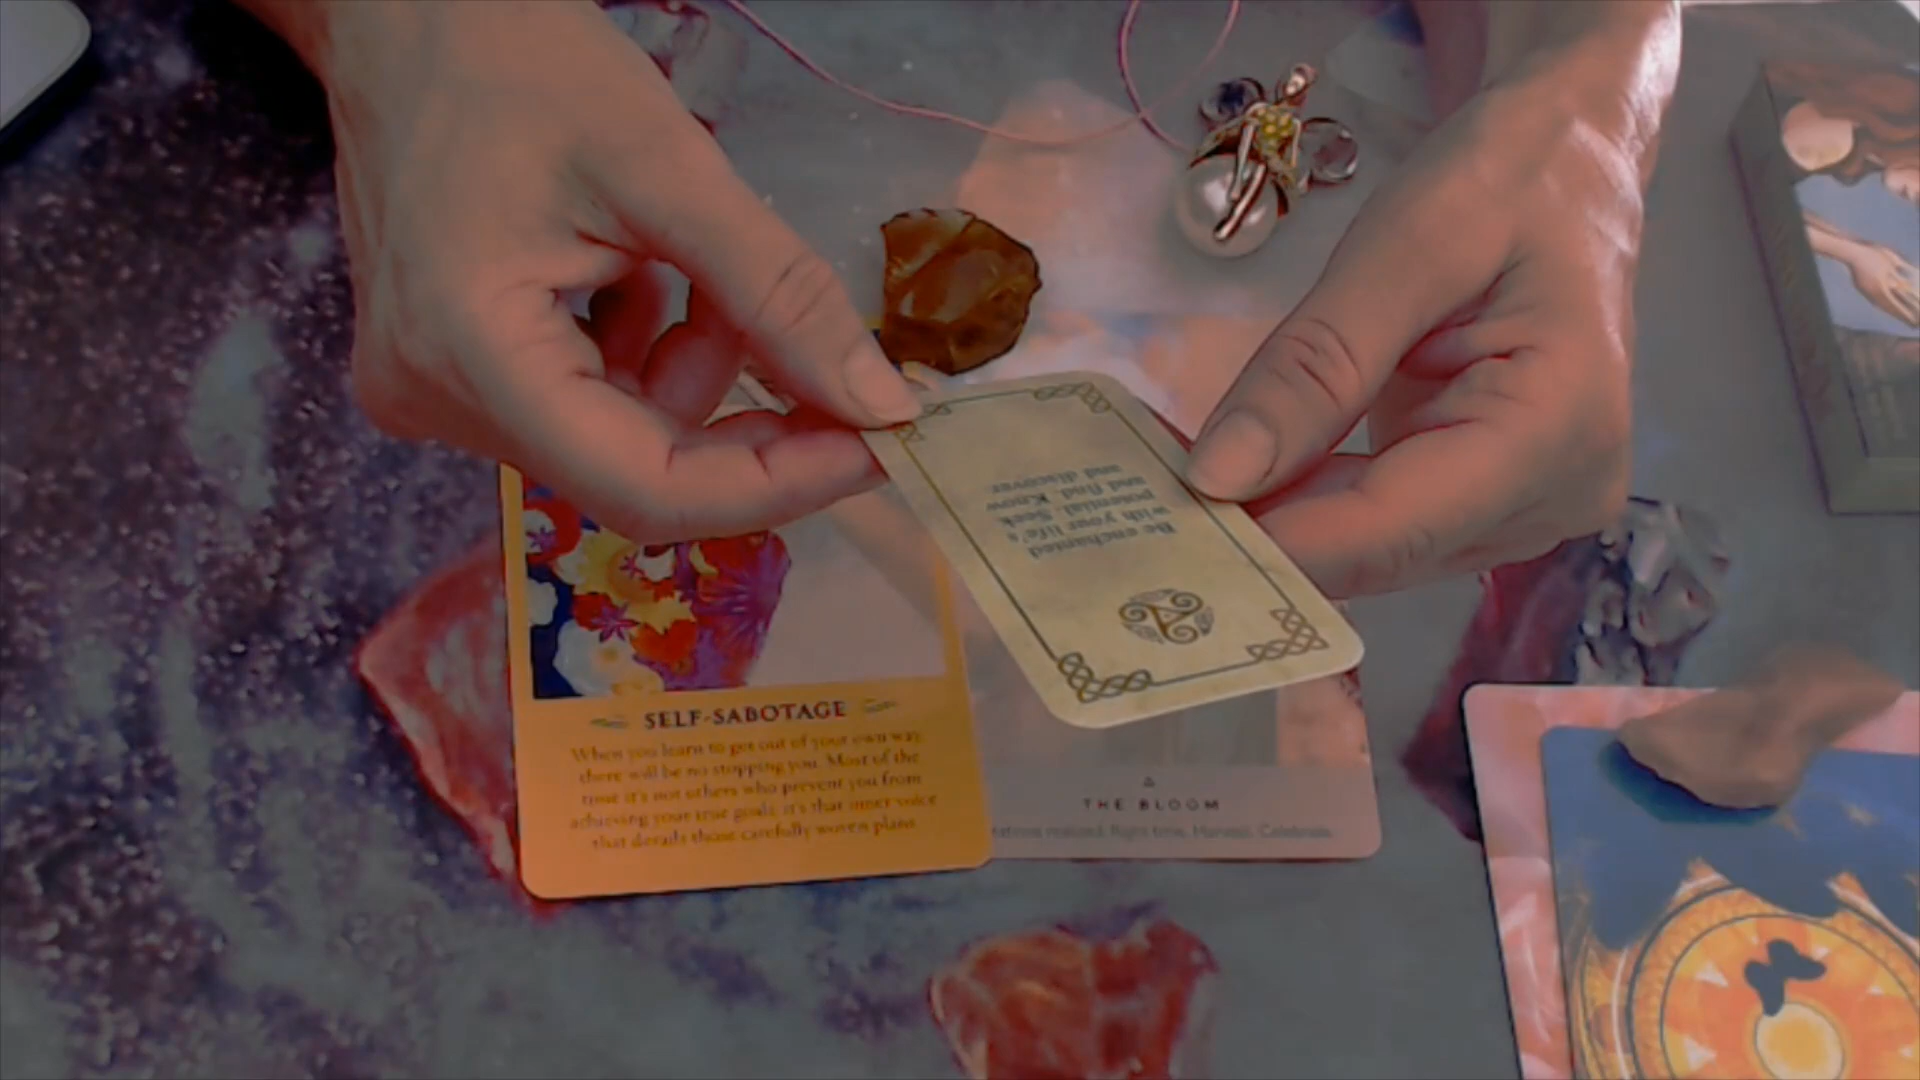 Be enchanted
with your life's
potential. Seek
and find. Know
and discover
SELF-SABOTAGE
When you learn to get out of your own way,
there will be no stopping you. Most of the
time it's not others who prevent you from
achieving your true goals; it's that inner voice
that derails those carefully woven plans.
THE BLOOM
realized. Right time. Harvest. Celebrate.